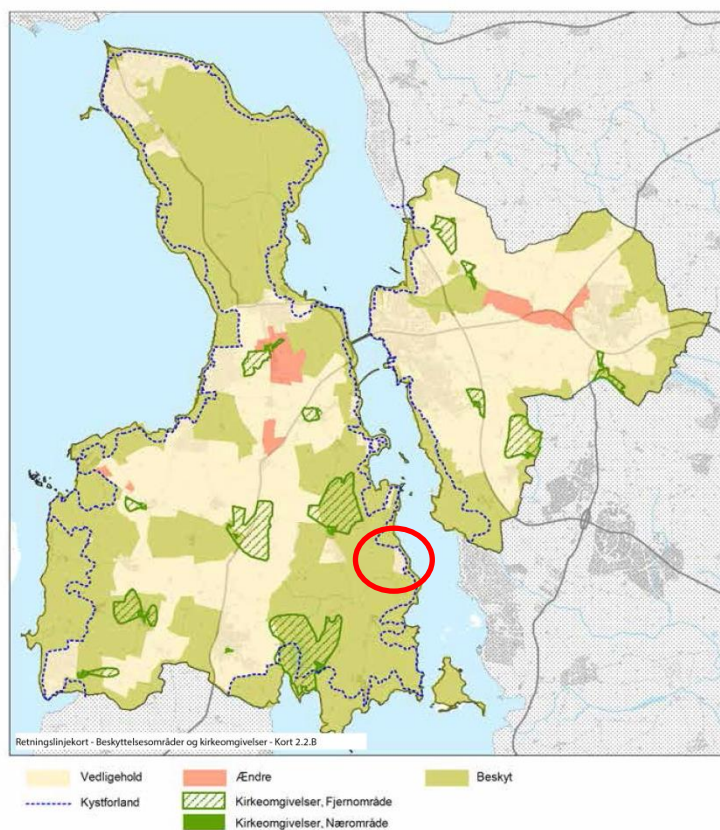 Retningslinjekort - Beskyttelsesområder og kirkeomgivelser - Kort 2.2.B
Vedligehold
Ændre
Beskyt
Kystforland
Kirkeomgivelser, Fjernområde
Kirkeomgivelser, Nærområde